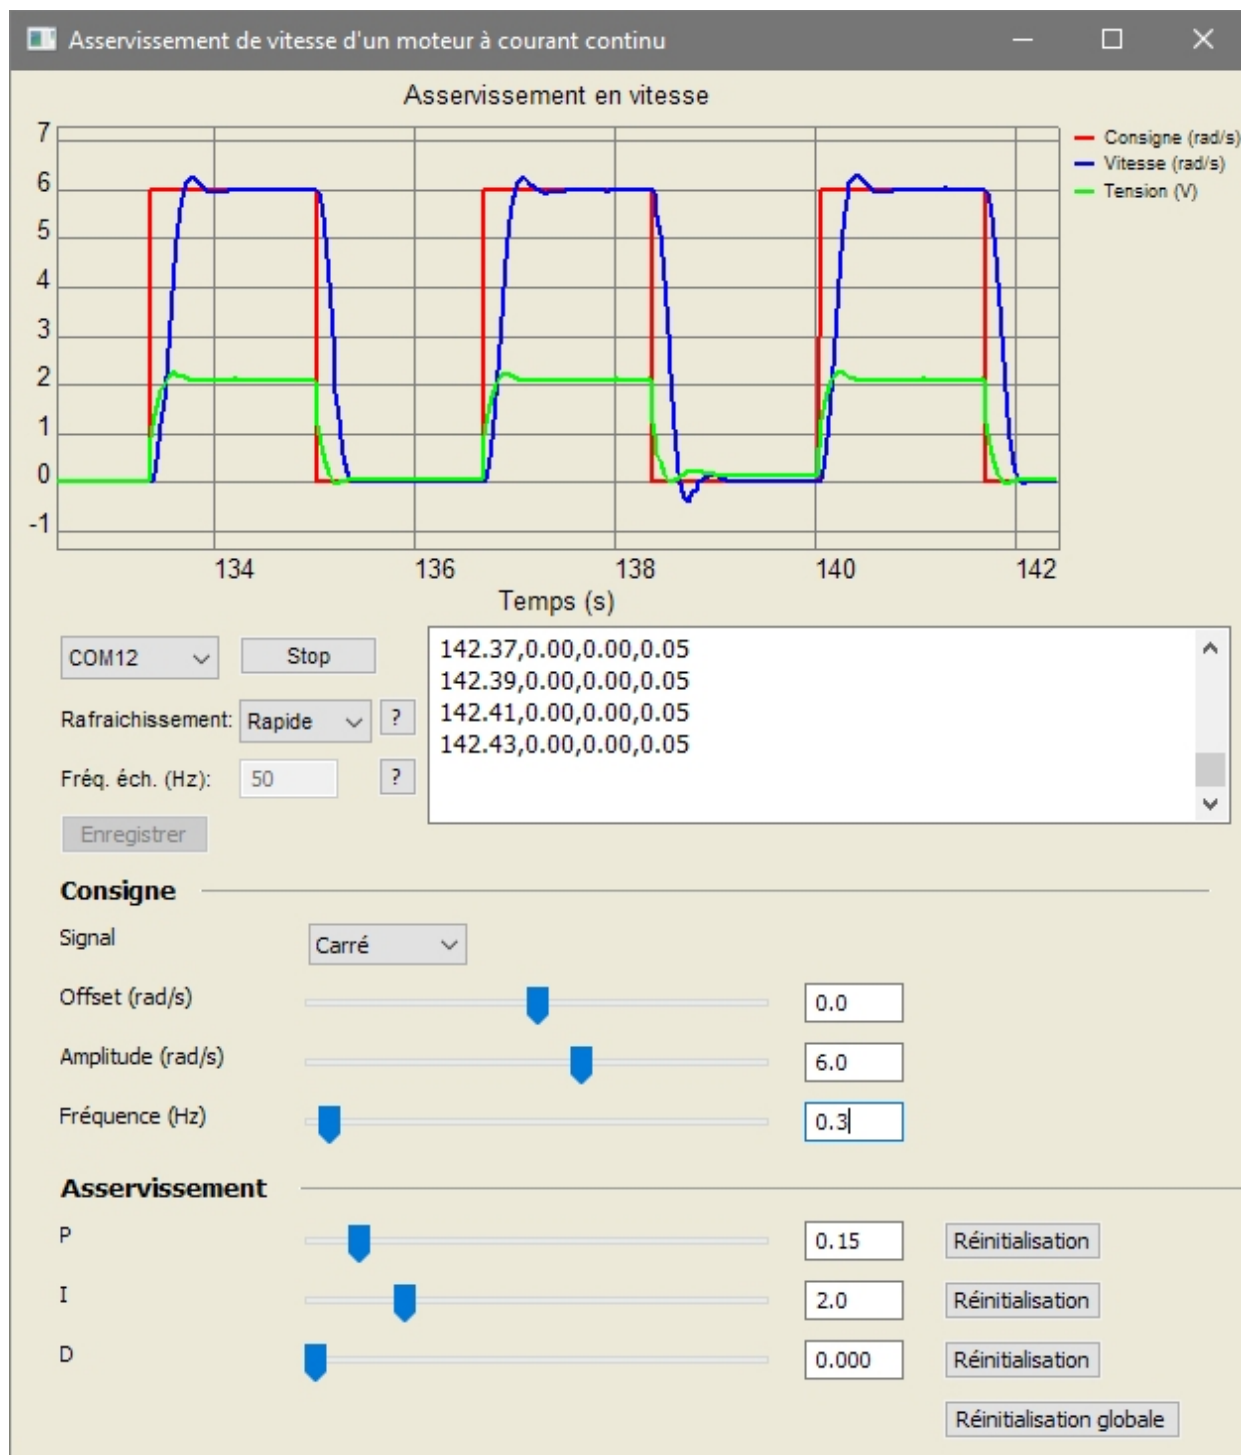 Asservissement de vitesse d'un moteur à courant continu
Asservissement en vitesse
7
6
5
4
3
2
1
0
-1
Consigne (rad/s)
Vitesse (rad/s)
Tension (V)
134 136 138 140 142
Temps (s)
COM12 Stop
142.37,0.00,0.00,0.05
142.39,0.00,0.00,0.05
142.41,0.00,0.00,0.05
142.43,0.00,0.00,0.05
Rafraichissement: Rapide ?
Fréq. éch. (Hz): 50 ?
Enregistrer
Consigne
Signal Carré
Offset (rad/s) 0.0
Amplitude (rad/s) 6.0
Fréquence (Hz) 0.3
Asservissement
P 0.15 Réinitialisation
I 2.0 Réinitialisation
D 0.000 Réinitialisation
Réinitialisation globale